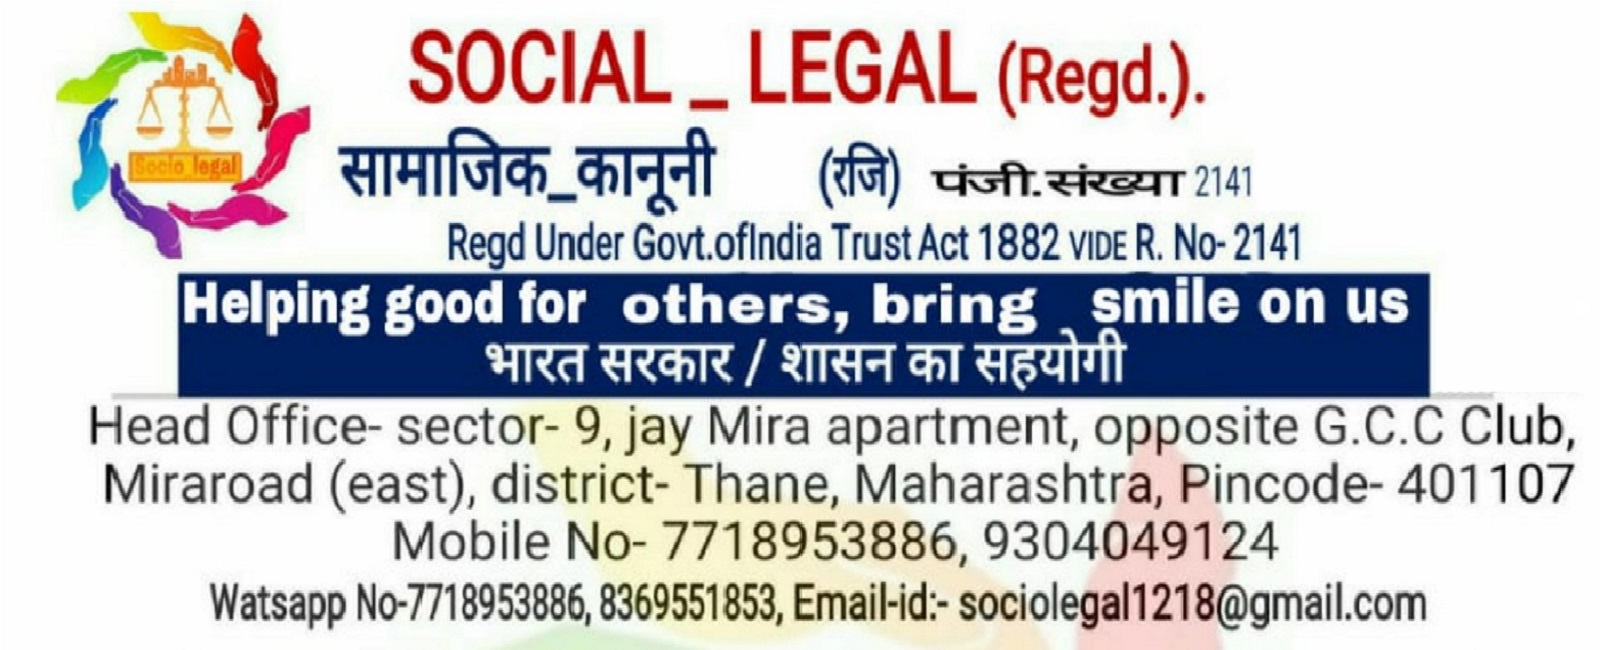 SOCIAL _ LEGAL (Regd.).
Socio legal
सामाजिक_कानूनी (रजि) पंजी.संख्या 2141
Regd Under Govt.ofIndia Trust Act 1882 VIDE R. No- 2141
Helping good for others, bring smile on us
भारत सरकार / शासन का सहयोगी
Head Office- sector- 9, jay Mira apartment, opposite G.C.C Club,
Miraroad (east), district- Thane, Maharashtra, Pincode- 401107
Mobile No- 7718953886, 9304049124
Watsapp No-7718953886, 8369551853, Email-id:- sociolegal1218@gmail.com